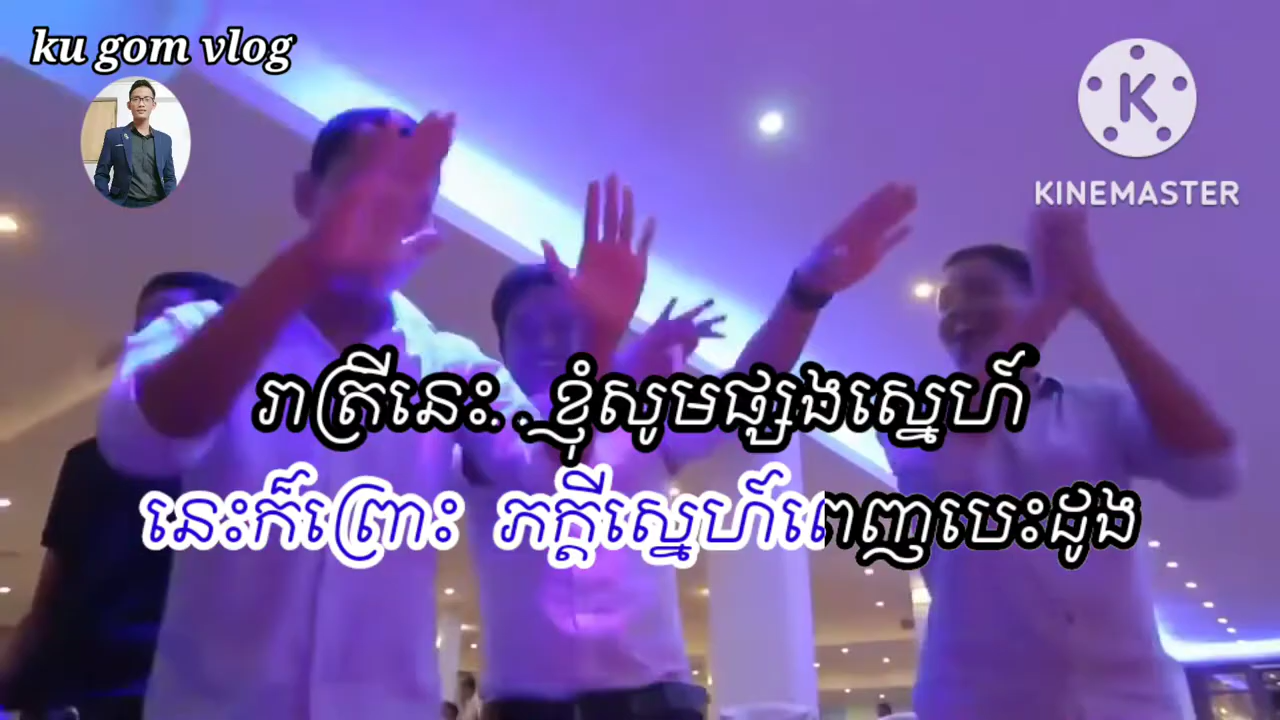 ku gom vlog
KINEMASTER
រាត្រីនេះ. . ខ្ញុំសូមផ្សងស្នេហ៍
នេះក៏ព្រោះ ភក្ដីស្នេហ៍ពេញបេះដូង